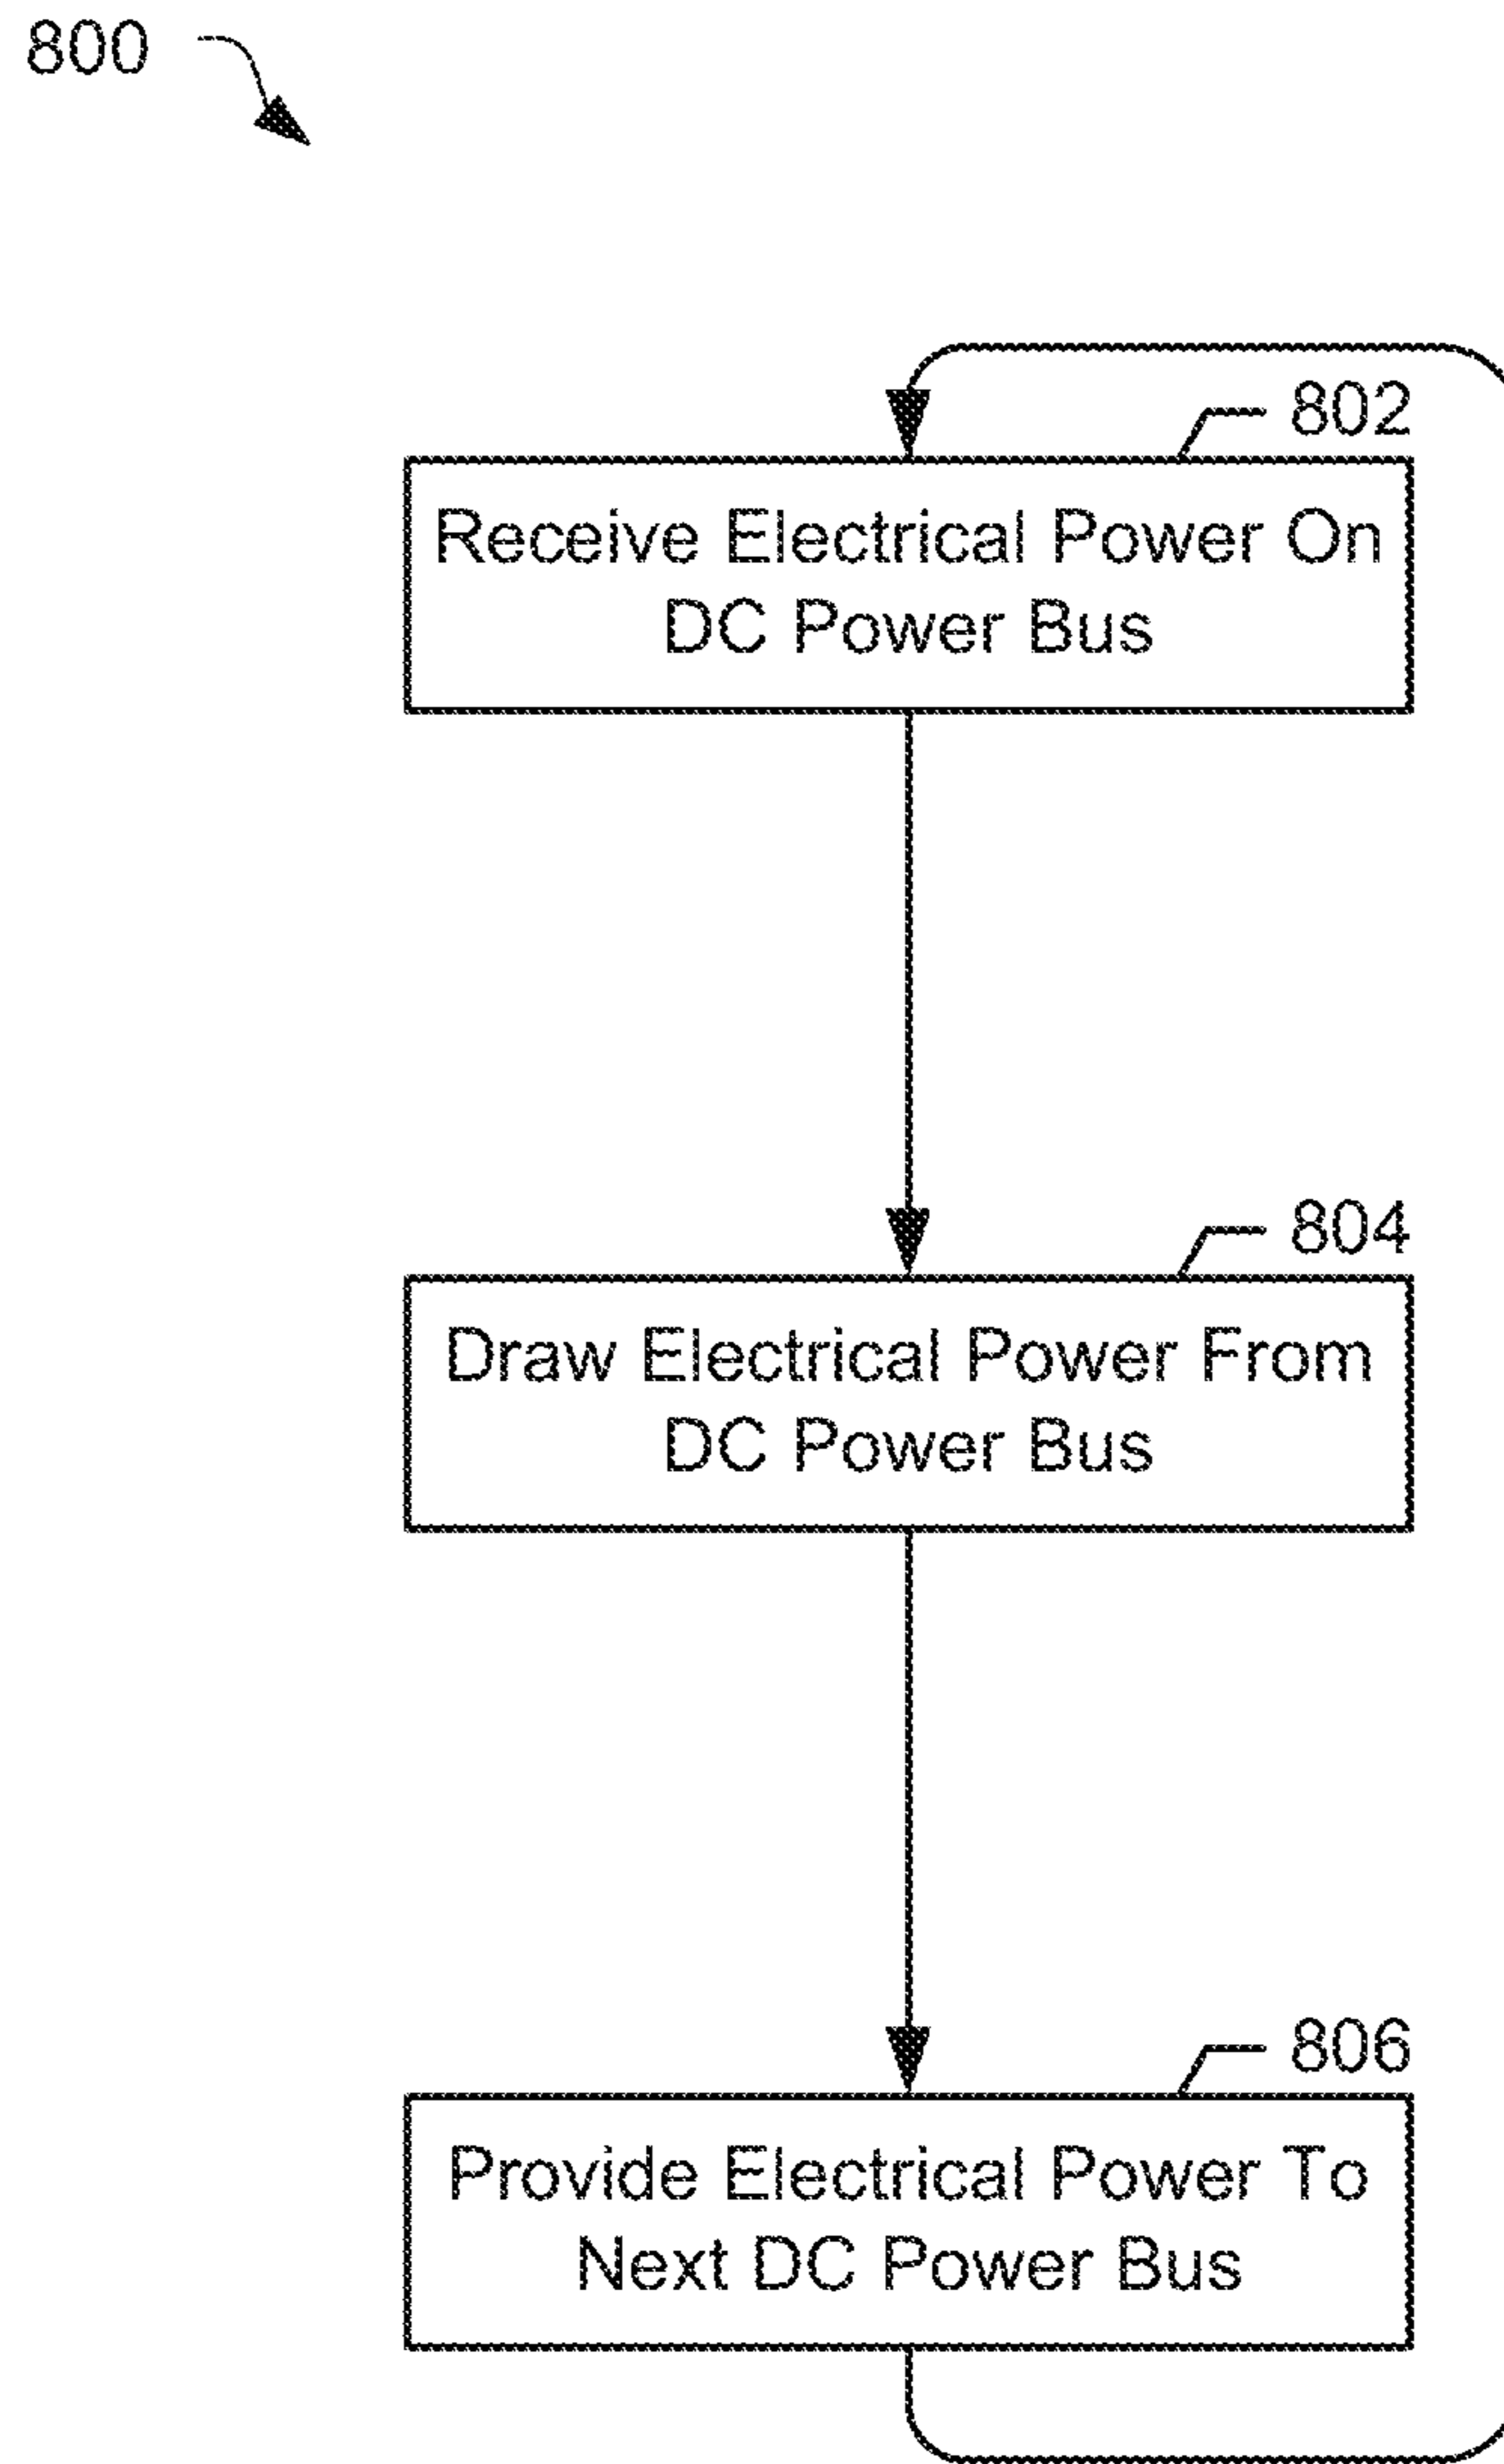 800
802
Receive Electrical Power On
DC Power Bus
804
Draw Electrical Power From
DC Power Bus
806
Provide Electrical Power To
Next DC Power Bus